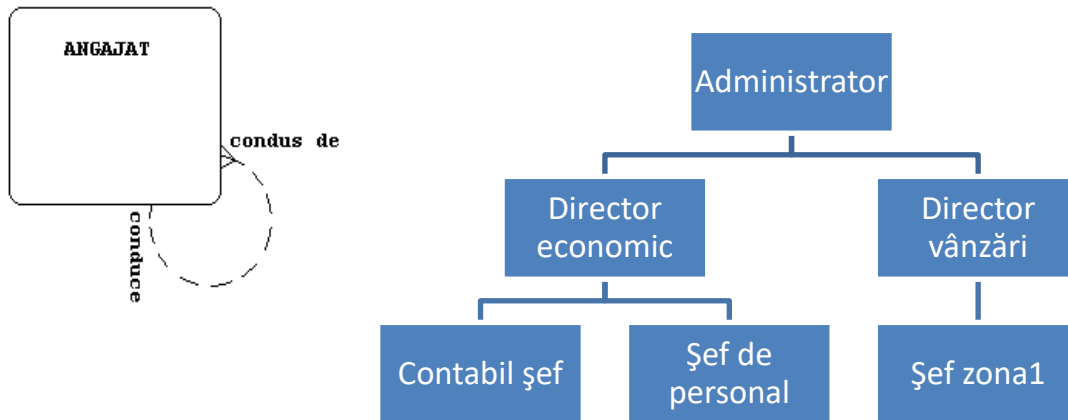 ANGAJAT
condus de
conduce
Administrator
Director
economic
Director
vânzări
Contabil şef
Şef de
personal
Şef zona1